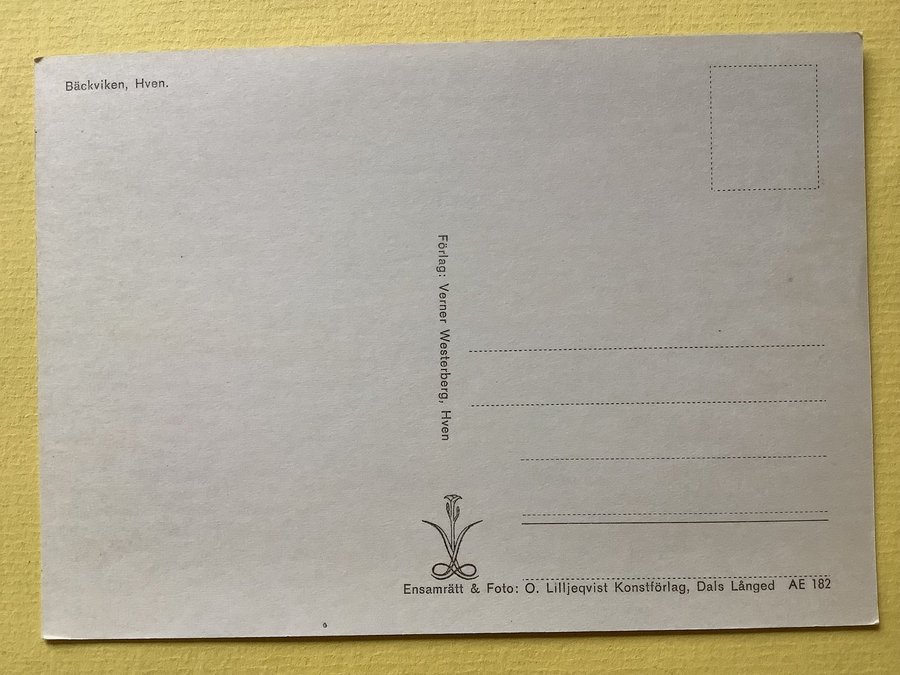 Bäckviken, Hven.
Förlag: Verner Westerberg, Hven
Ensamrätt & Foto: O. Lilljeqvist Konstförlag, Dals Långed AE 182